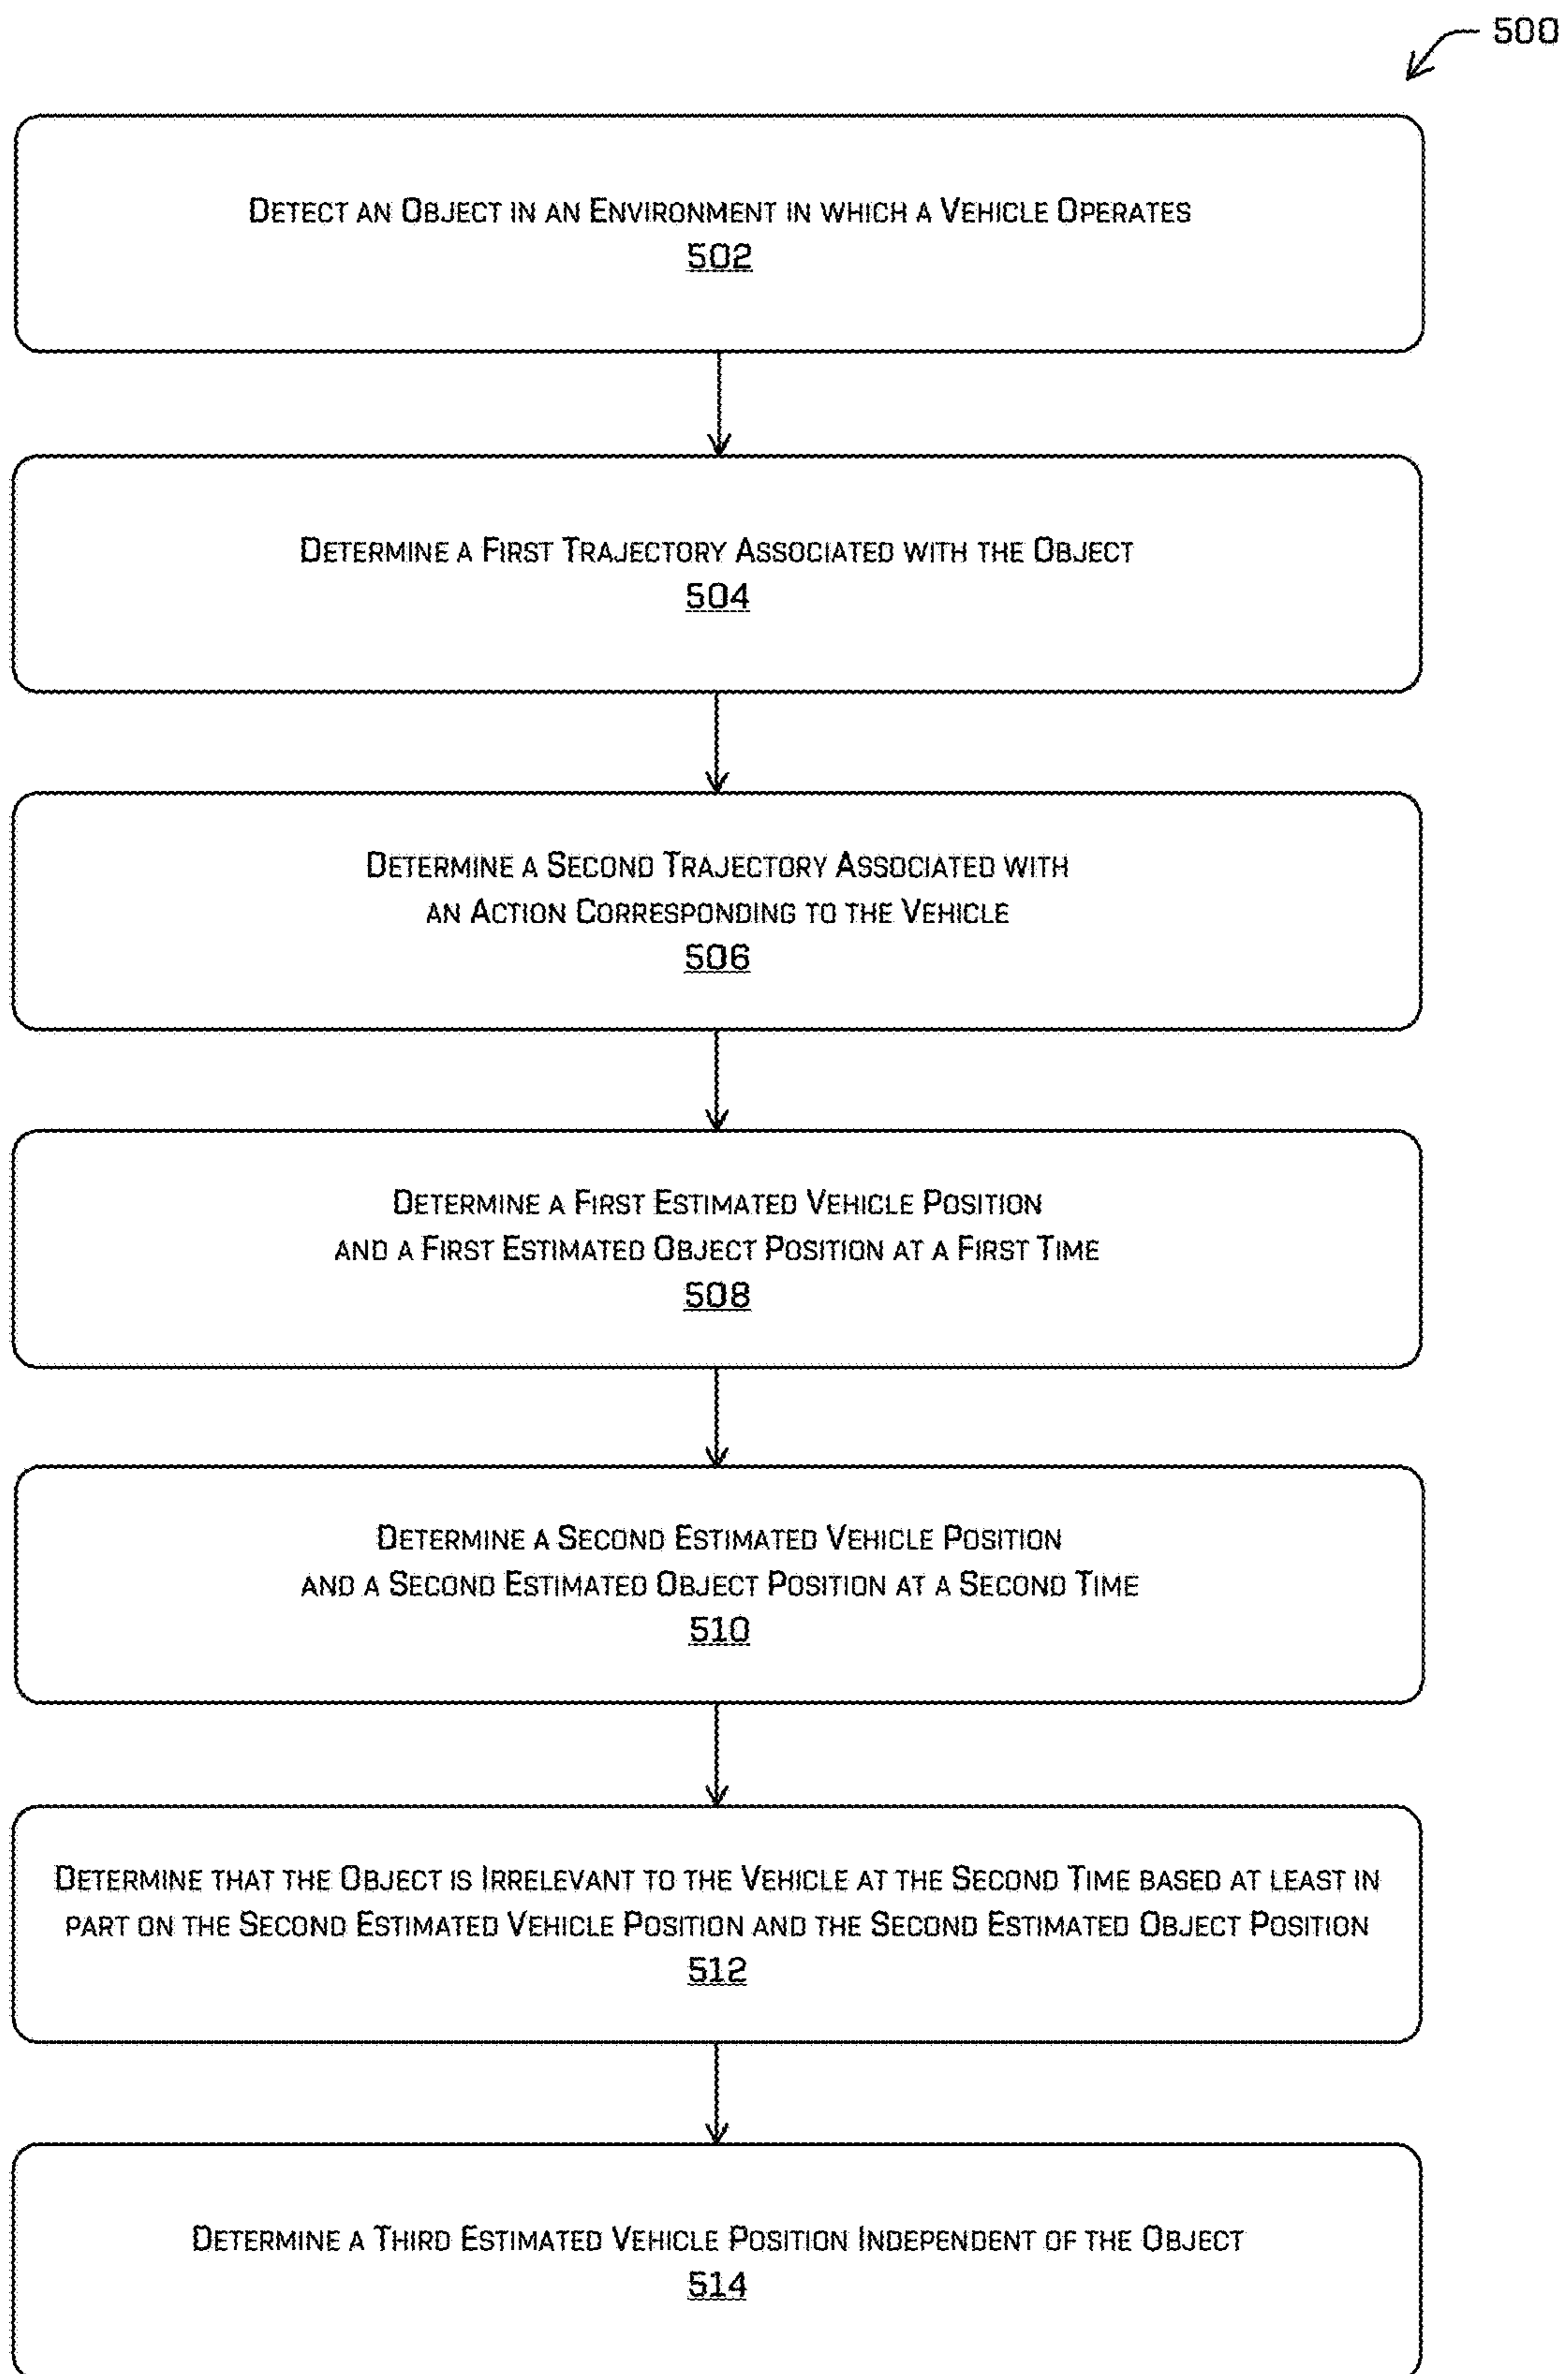 500
Detect an Object in an Environment in which a Vehicle Operates
502
Determine a First Trajectory Associated with the Object
504
Determine a Second Trajectory Associated with
an Action Corresponding to the Vehicle
506
Determine a First Estimated Vehicle Position
and a First Estimated Object Position at a First Time
508
Determine a Second Estimated Vehicle Position
and a Second Estimated Object Position at a Second Time
510
Determine that the Object is Irrelevant to the Vehicle at the Second Time based at least in
part on the Second Estimated Vehicle Position and the Second Estimated Object Position
512
Determine a Third Estimated Vehicle Position Independent of the Object
514